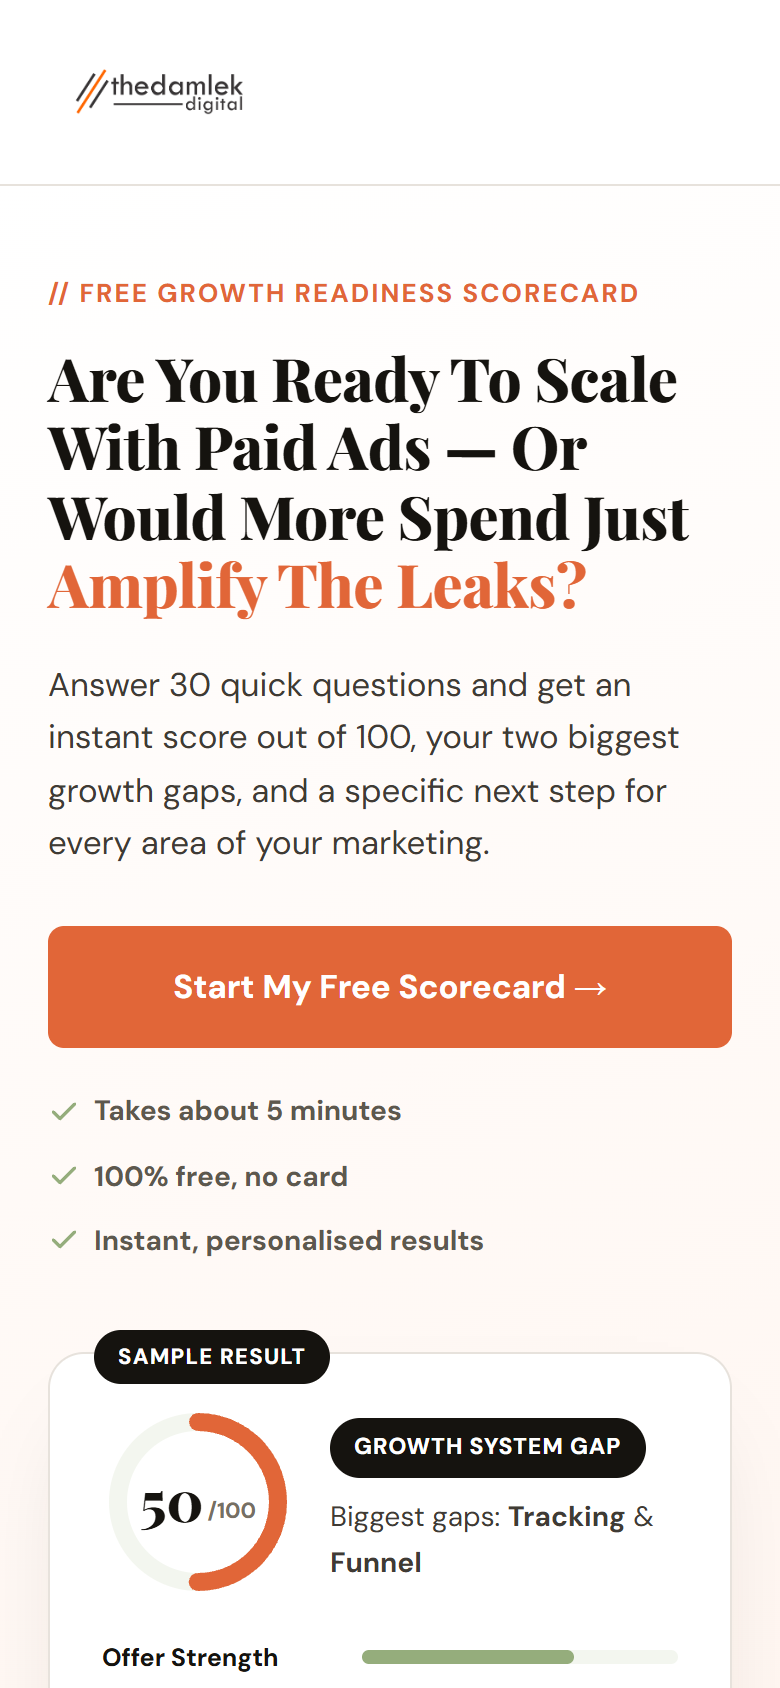 thedamlek
digital
// FREE GROWTH READINESS SCORECARD
Are You Ready To Scale
With Paid Ads — Or
Would More Spend Just
Amplify The Leaks?
Answer 30 quick questions and get an
instant score out of 100, your two biggest
growth gaps, and a specific next step for
every area of your marketing.
Start My Free Scorecard →
Takes about 5 minutes
100% free, no card
Instant, personalised results
SAMPLE RESULT
50/100
GROWTH SYSTEM GAP
Biggest gaps: Tracking &
Funnel
Offer Strength